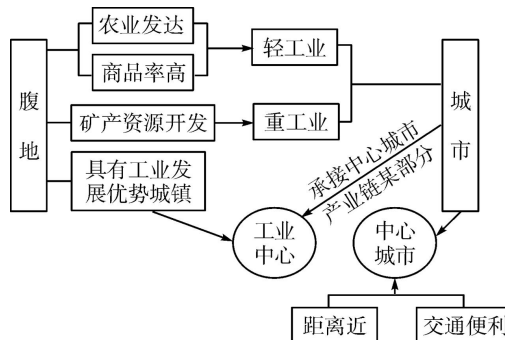 农业发达
商品率高
轻工业
腹地
矿产资源开发
重工业
城市
具有工业发
展优势城镇
承接中心城市
产业链某部分
工业
中心
中心
城市
距离近
交通便利